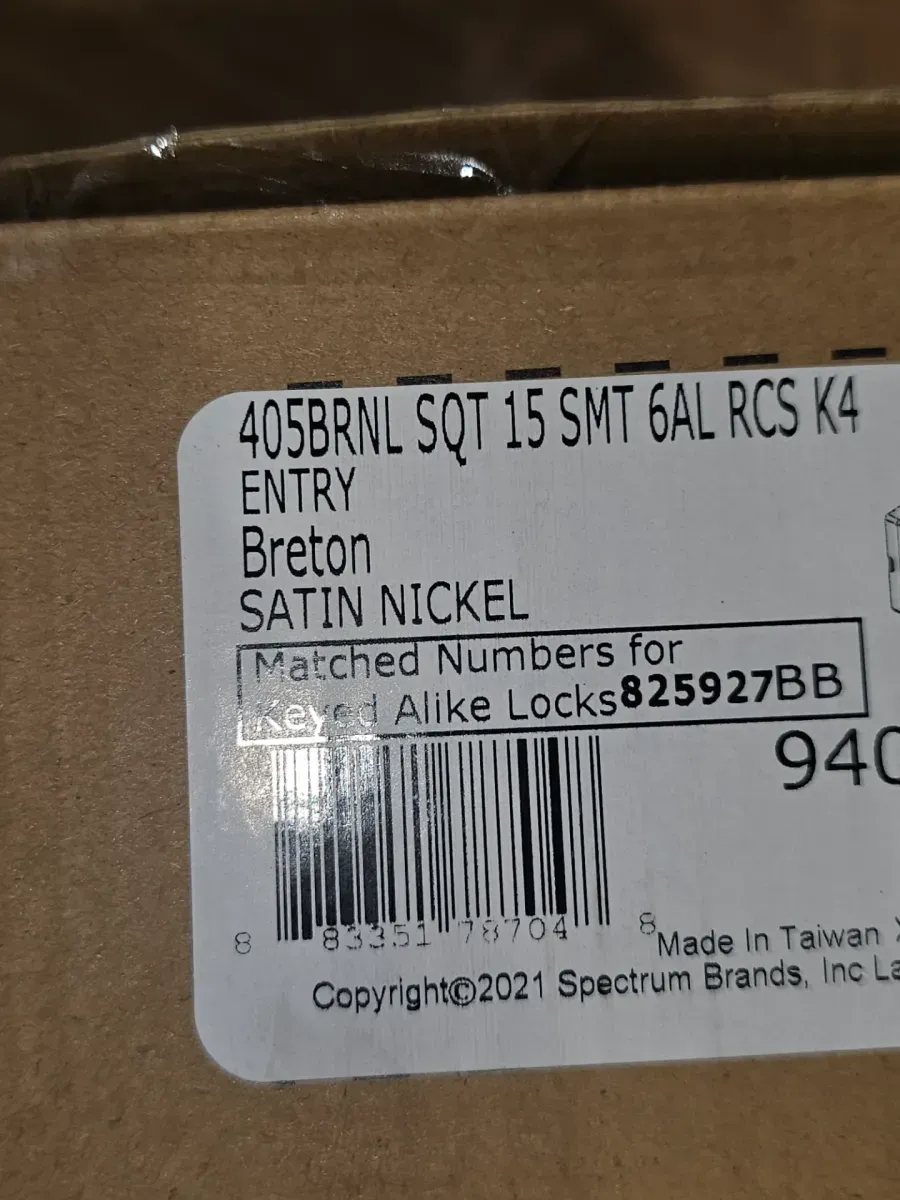 405BRNL SQT 15 SMT 6AL RCS K4
ENTRY
Breton
SATIN NICKEL
Matched Numbers for
Keyed Alike Locks825927BB
940
8 83351 78704 8
Made In Taiwan
Copyright©2021 Spectrum Brands, Inc